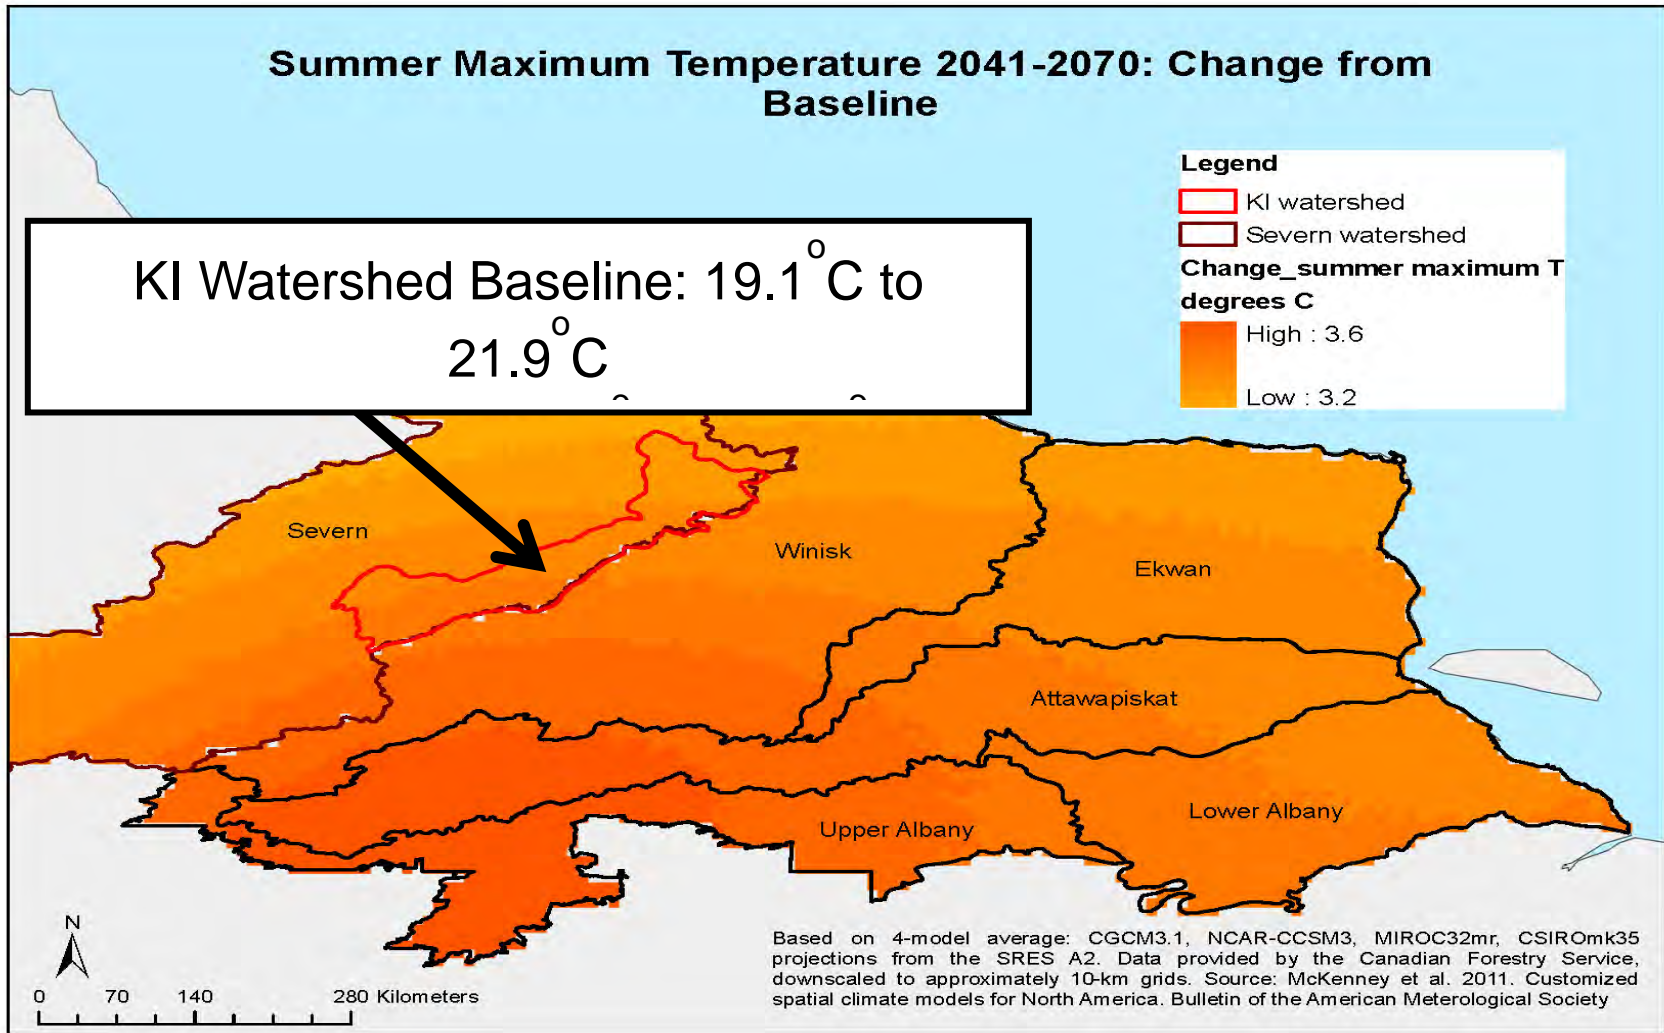 Summer Maximum Temperature 2041-2070: Change from
Baseline
Legend
KI watershed
Severn watershed
Change_summer maximum T
degrees C
High : 3.6
Low : 3.2
KI Watershed Baseline: 19.1°C to
21.9°C
Severn
Winisk
Ekwan
Attawapiskat
Lower Albany
Upper Albany
N
0 70 140 280 Kilometers
Based on 4-model average: CGCM3.1, NCAR-CCSM3, MIROC32mr, CSIROmk35
projections from the SRES A2. Data provided by the Canadian Forestry Service,
downscaled to approximately 10-km grids. Source: McKenney et al. 2011. Customized
spatial climate models for North America. Bulletin of the American Meterological Society